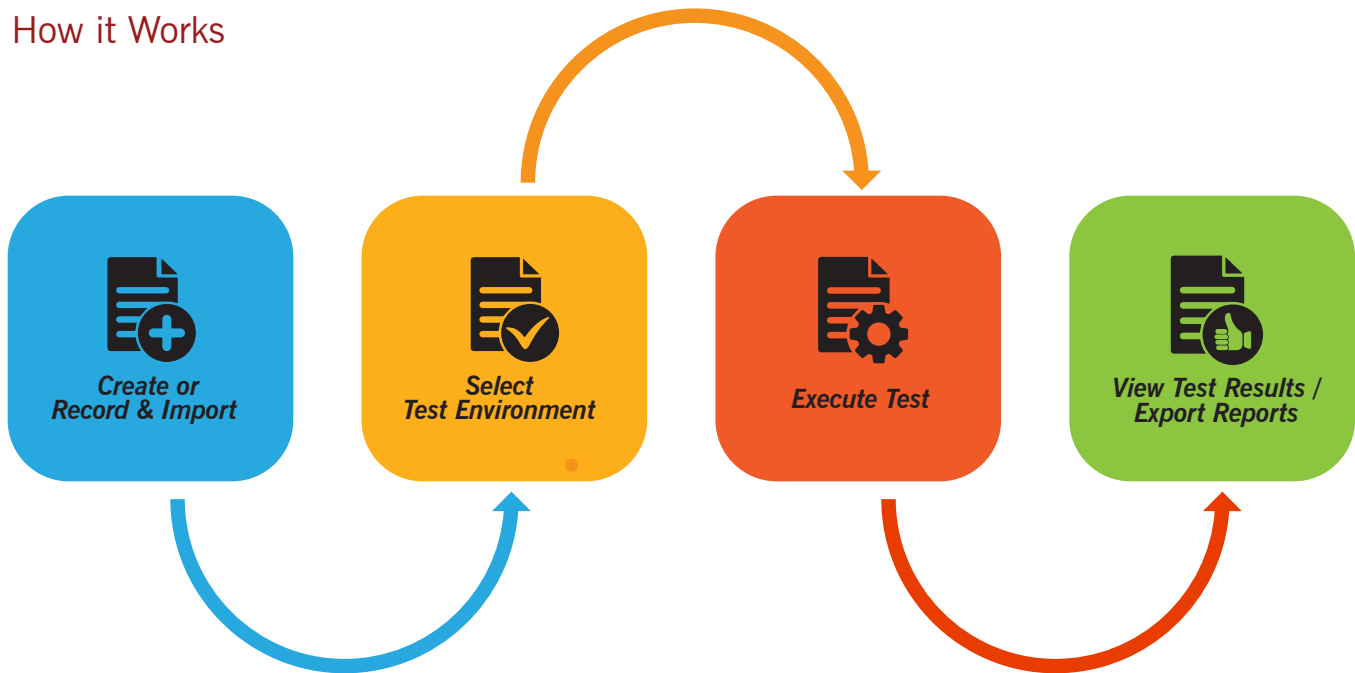 How it Works
Create or
Record & Import
Select
Test Environment
Execute Test
View Test Results /
Export Reports